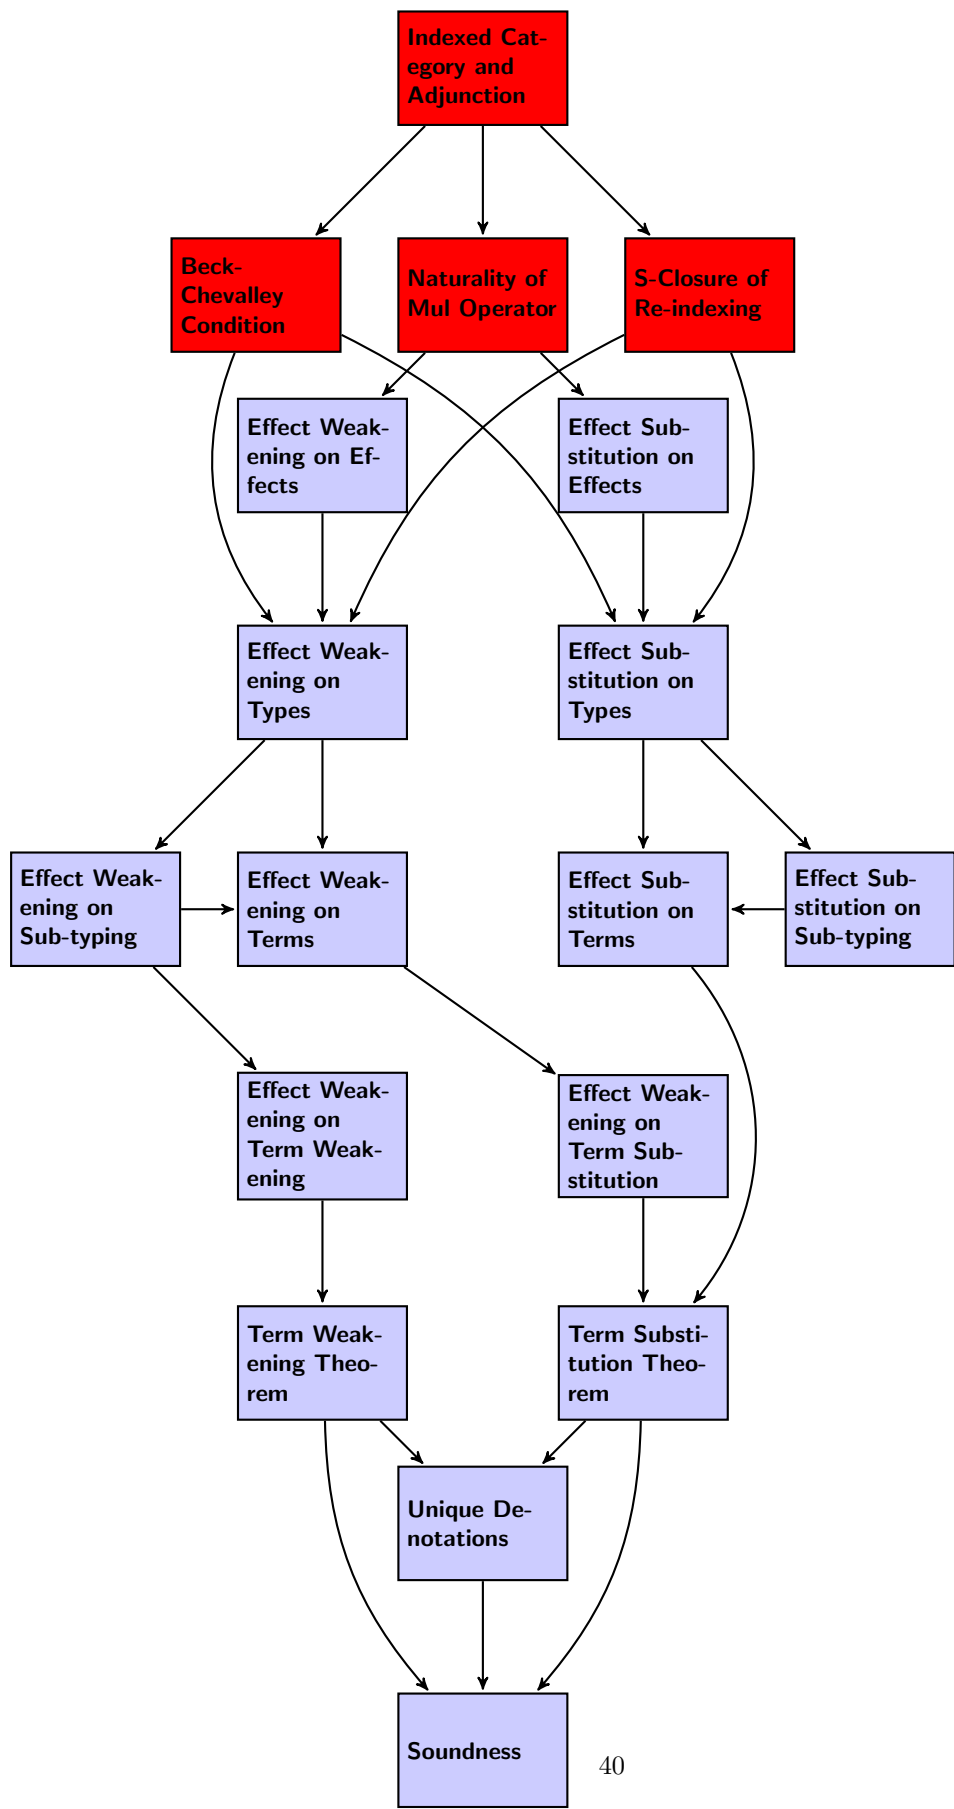 Indexed Cat-
egory and
Adjunction
Beck-
Chevalley
Condition
Naturality of
Mul Operator
S-Closure of
Re-indexing
Effect Weak-
ening on Ef-
fects
Effect Sub-
stitution on
Effects
Effect Weak-
ening on
Types
Effect Sub-
stitution on
Types
Effect Weak-
ening on
Sub-typing
Effect Weak-
ening on
Terms
Effect Sub-
stitution on
Terms
Effect Sub-
stitution on
Sub-typing
Effect Weak-
ening on
Term Weak-
ening
Effect Weak-
ening on
Term Sub-
stitution
Term Weak-
ening Theo-
rem
Term Substi-
tution Theo-
rem
Unique De-
notations
Soundness
40